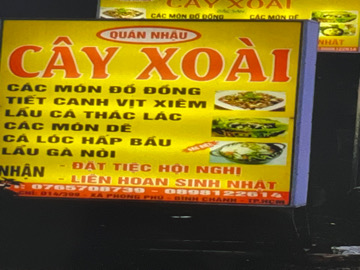 CÂY XOÀI
CÁC MÓN ĐỒ ĐỒNG CÁC MÓN DÊ
QUÁN NHẬU
CÂY XOÀI
CÁC MÓN ĐỒ ĐỒNG
TIẾT CANH VỊT XIÊM
LẨU CÁ THÁC LÁC
CÁC MÓN DÊ
CÁ LÓC HẤP BẦU
LẨU GÀ NÒI
NHẬN - ĐẶT TIỆC HỘI NGHỊ
- LIÊN HOAN SINH NHẬT
0765706739 - 0898122614
XÃ PHONG PHÚ - BÌNH CHÁNH - TP.HCM